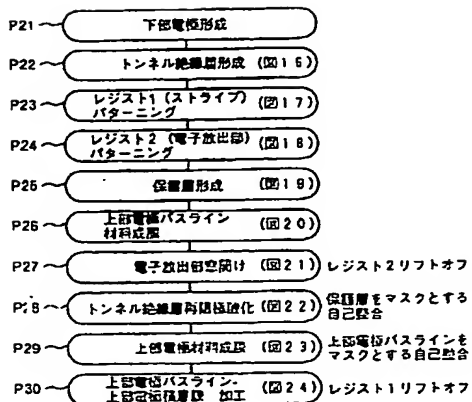 P21 下部電極形成
P22 トンネル絶縁層形成 (図16)
P23 レジスト1 (ストライプ)
パターニング (図17)
P24 レジスト2 (電子放出部)
パターニング (図18)
P25 保護層形成 (図19)
P26 上部電極バスライン
材料成膜 (図20)
P27 電子放出部窓開け (図21) レジスト2リフトオフ
P28 トンネル絶縁層再陽極酸化 (図22) 保護層をマスクとする
自己整合
P29 上部電極材料成膜 (図23) 上部電極バスラインを
マスクとする自己整合
P30 上部電極バスライン-
上部電極積層膜 加工 (図24) レジスト1リフトオフ